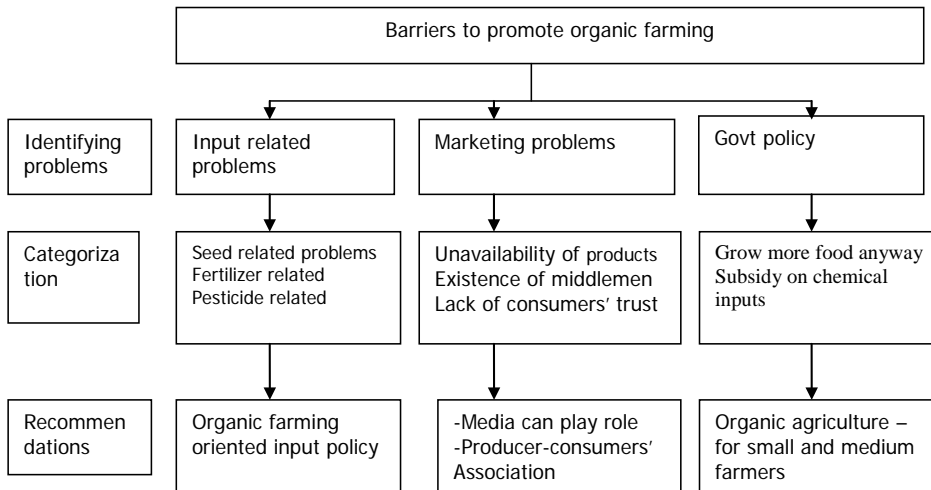 Barriers to promote organic farming
Identifying
problems
Input related
problems
Marketing problems
Govt policy
Categoriza
tion
Seed related problems
Fertilizer related
Pesticide related
Unavailability of products
Existence of middlemen
Lack of consumers’ trust
Grow more food anyway
Subsidy on chemical
inputs
Recommen
dations
Organic farming
oriented input policy
-Media can play role
-Producer-consumers’
Association
Organic agriculture –
for small and medium
farmers